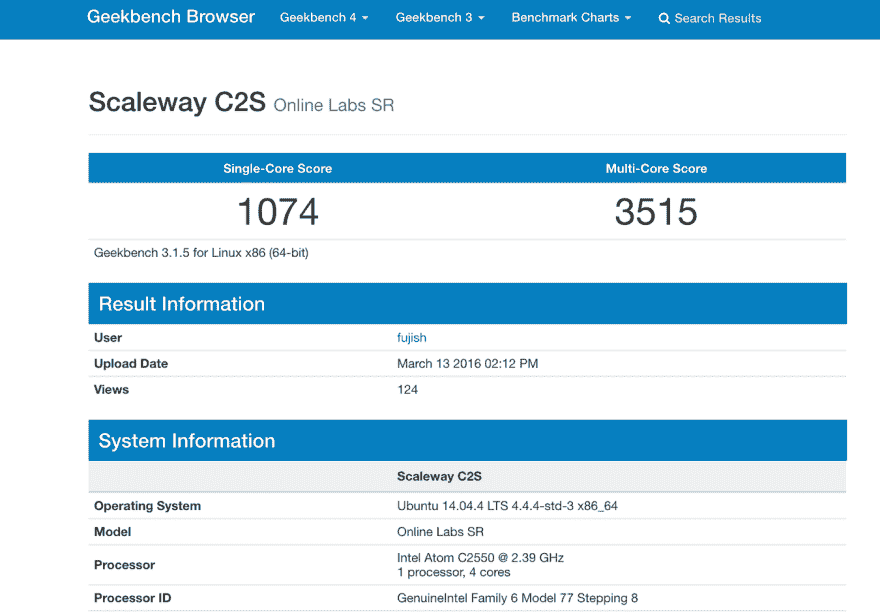 Geekbench Browser Geekbench 4 Geekbench 3 Benchmark Charts Search Results
Scaleway C2S Online Labs SR
Single-Core Score Multi-Core Score
1074 3515
Geekbench 3.1.5 for Linux x86 (64-bit)
Result Information
User fujish
Upload Date March 13 2016 02:12 PM
Views 124
System Information
Scaleway C2S
Operating System Ubuntu 14.04.4 LTS 4.4.4-std-3 x86_64
Model Online Labs SR
Processor Intel Atom C2550 @ 2.39 GHz
1 processor, 4 cores
Processor ID GenuineIntel Family 6 Model 77 Stepping 8